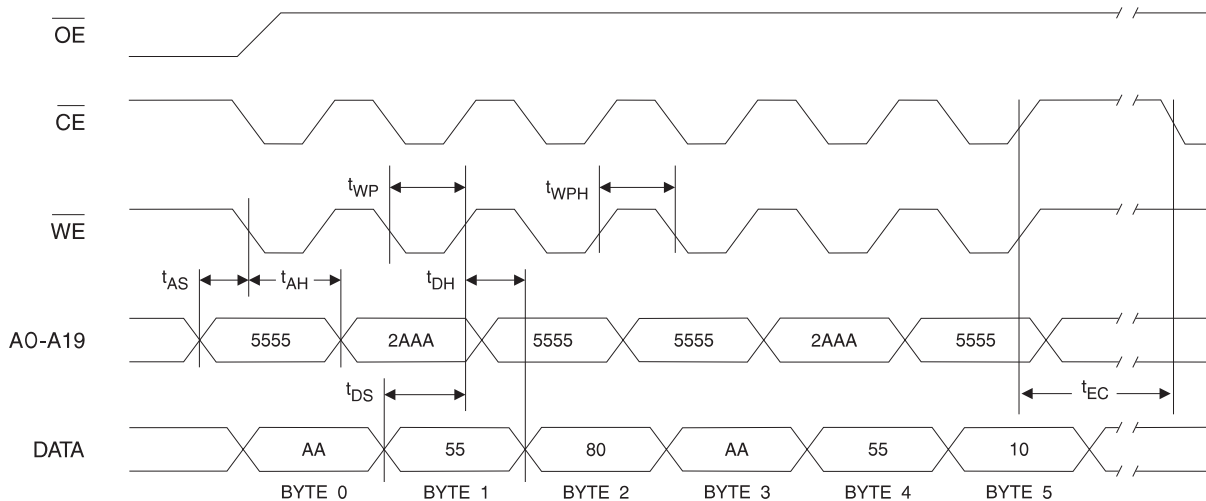 OE
CE
tWP
tWPH
WE
tAS
tAH
tDH
A0-A19
5555
2AAA
5555
5555
2AAA
5555
tDS
tEC
DATA
AA
55
80
AA
55
10
BYTE 0
BYTE 1
BYTE 2
BYTE 3
BYTE 4
BYTE 5